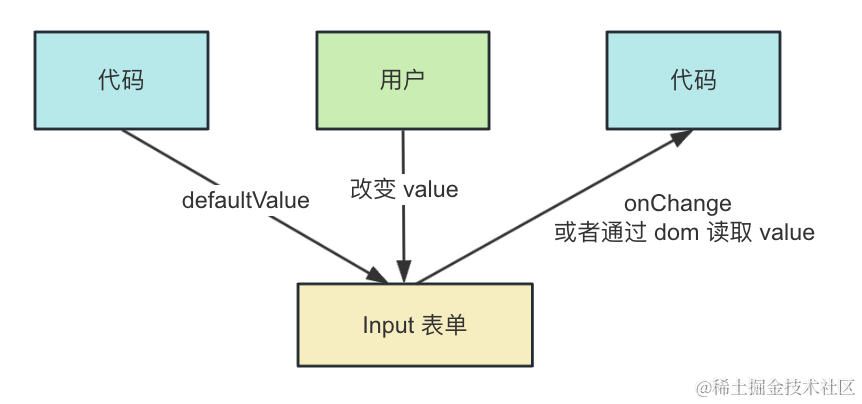 代码
用户
代码
defaultValue
改变 value
onChange
或者通过 dom 读取 value
Input 表单
@稀土掘金技术社区